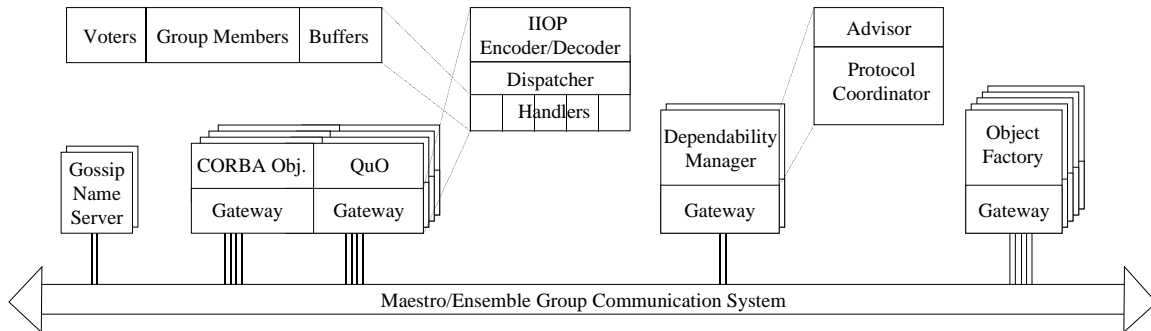 Voters Group Members Buffers
IIOP
Encoder/Decoder
Dispatcher
Handlers
Advisor
Protocol
Coordinator
Gossip
Name
Server
CORBA Obj. QuO
Gateway Gateway
Dependability
Manager
Gateway
Object
Factory
Gateway
Maestro/Ensemble Group Communication System